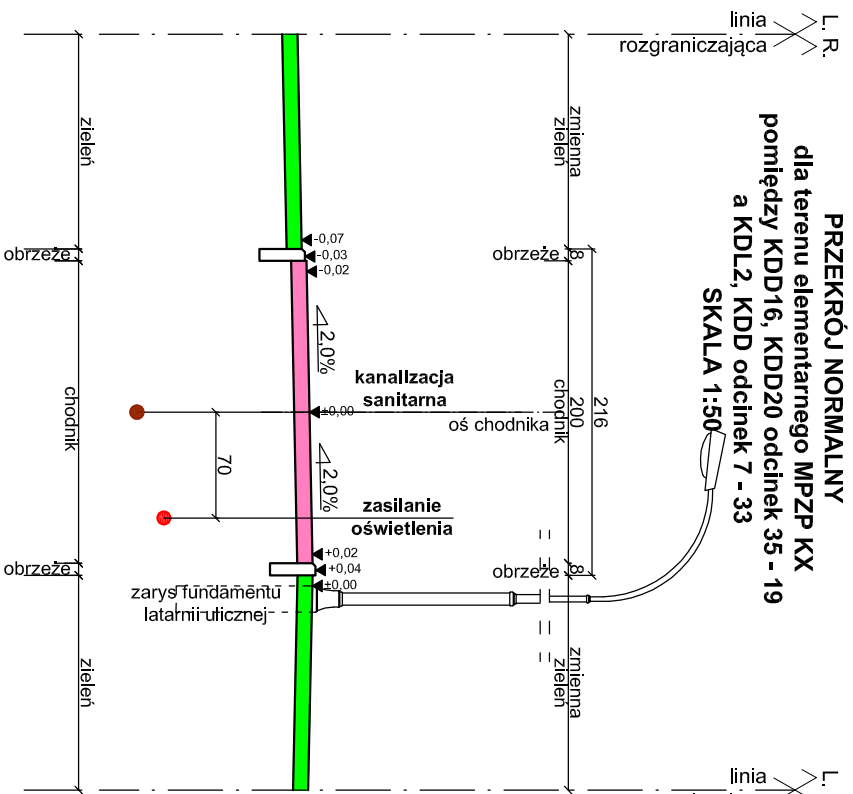 PRZEKRÓJ NORMALNY
dla terenu elementarnego MPZP KX
pomiędzy KDD16, KDD20 odcinek 35 - 19
a KDL2, KDD odcinek 7 - 33
SKALA 1:50
L. R.
linia
rozgraniczająca
L.
linia
216
zmienna
zieleń
8
obrzeże
200
chodnik
8
obrzeże
zmienna
zieleń
oś chodnika
kanalizacja
sanitarna
zasilanie
oświetlenia
-0,07
-0,03
-0,02
2,0%
±0,00
2,0%
+0,02
+0,04
±0,00
zarys fundamentu
latarnii ulicznej
70
zieleń
obrzeże
chodnik
obrzeże
zieleń